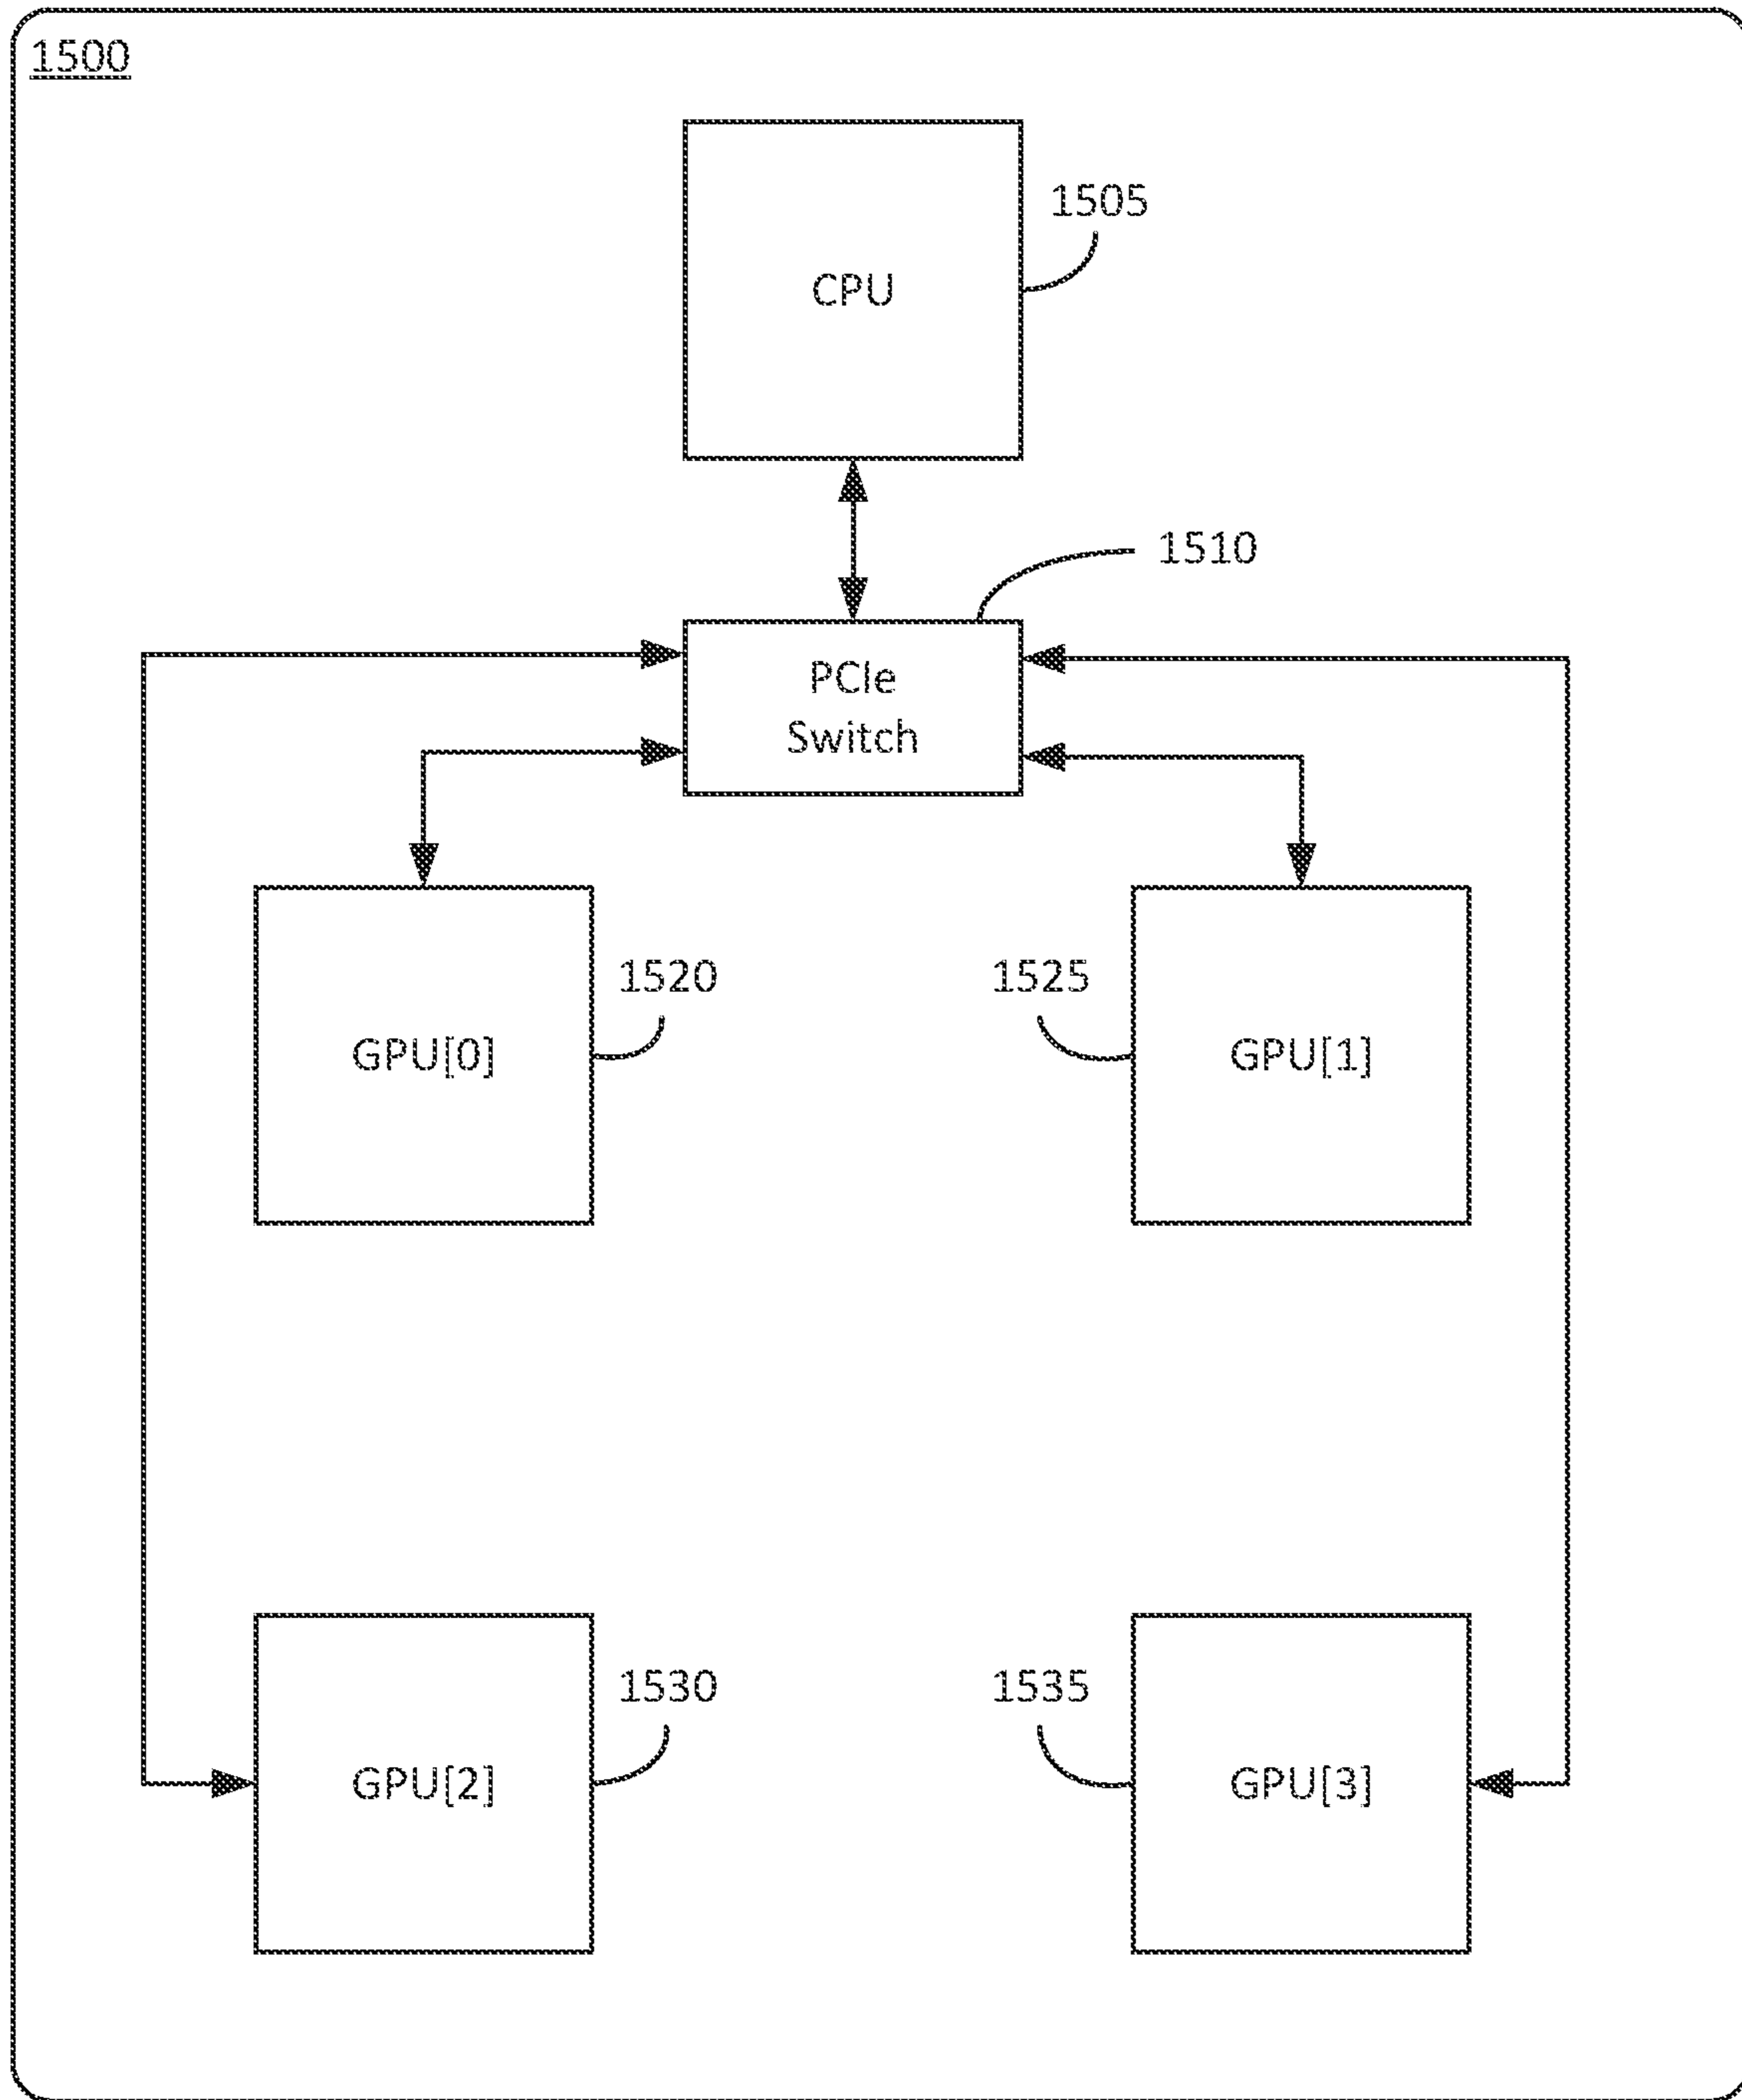 1500
1505
CPU
1510
PCIe
Switch
1520
1525
GPU[0]
GPU[1]
1530
1535
GPU[2]
GPU[3]